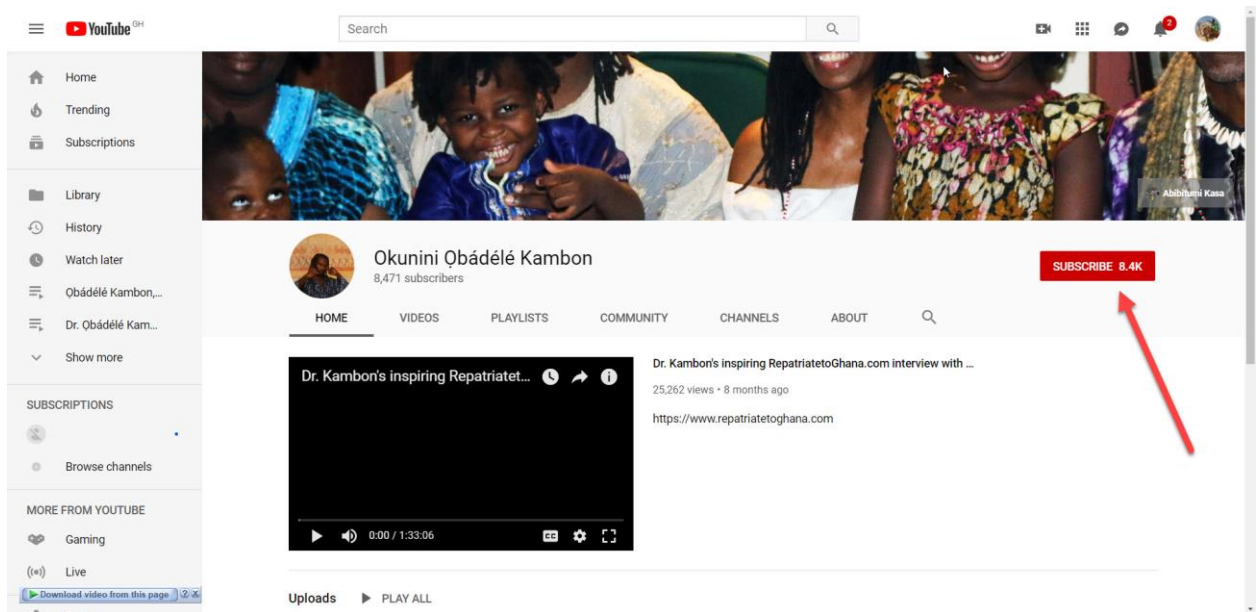 YouTube GH
Search
2
Home
Trending
Subscriptions
Library
History
Watch later
Ọbádélé Kambon,...
Dr. Ọbádélé Kam...
Show more
SUBSCRIPTIONS
Browse channels
MORE FROM YOUTUBE
Gaming
Live
Download video from this page ? x
Abibitumi Kasa
Okunini Ọbádélé Kambon
8,471 subscribers
SUBSCRIBE 8.4K
HOME VIDEOS PLAYLISTS COMMUNITY CHANNELS ABOUT
Dr. Kambon's inspiring Repatriatet...
0:00 / 1:33:06
CC
Dr. Kambon's inspiring RepatriatetoGhana.com interview with ...
25,262 views • 8 months ago
https://www.repatriatetoghana.com
Uploads PLAY ALL